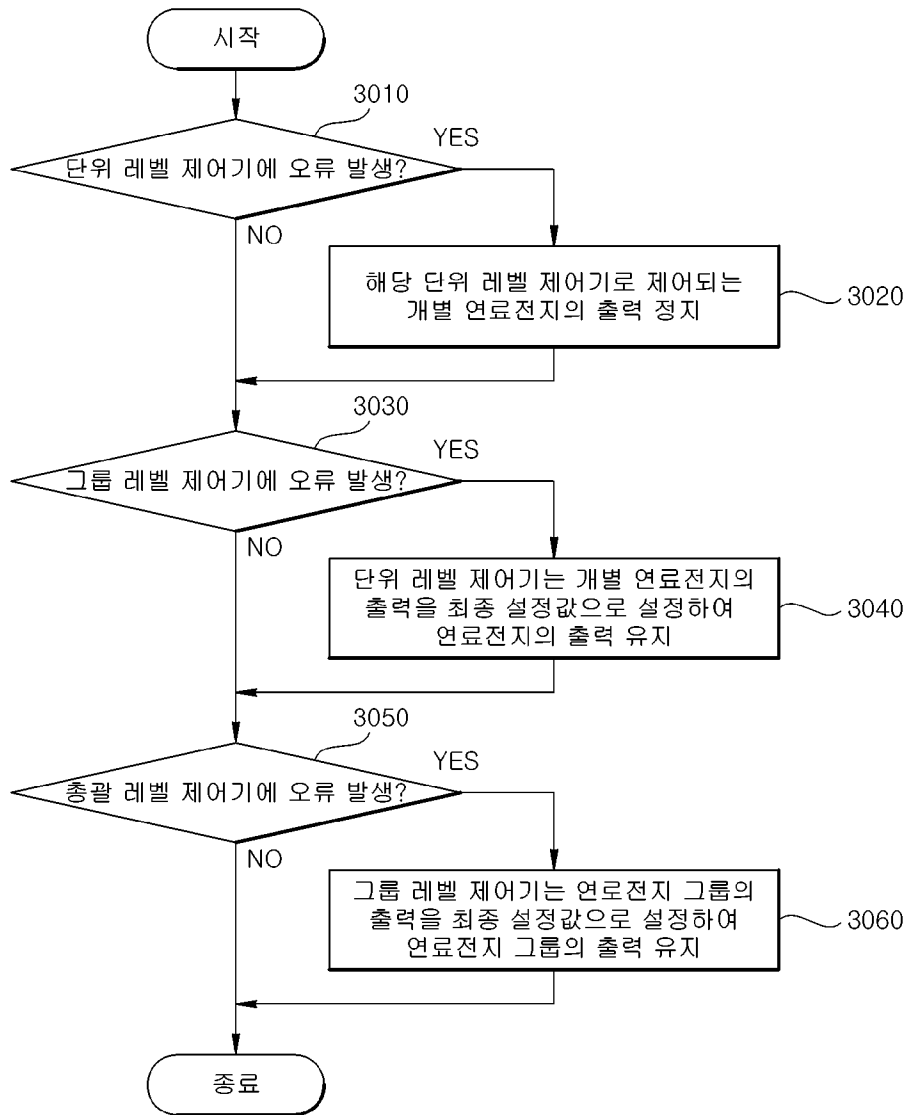 시작
3010
YES
단위 레벨 제어기에 오류 발생?
NO
해당 단위 레벨 제어기로 제어되는
개별 연료전지의 출력 정지
3020
3030
YES
그룹 레벨 제어기에 오류 발생?
NO
단위 레벨 제어기는 개별 연료전지의
출력을 최종 설정값으로 설정하여
연료전지의 출력 유지
3040
3050
YES
총괄 레벨 제어기에 오류 발생?
NO
그룹 레벨 제어기는 연로전지 그룹의
출력을 최종 설정값으로 설정하여
연료전지 그룹의 출력 유지
3060
종료